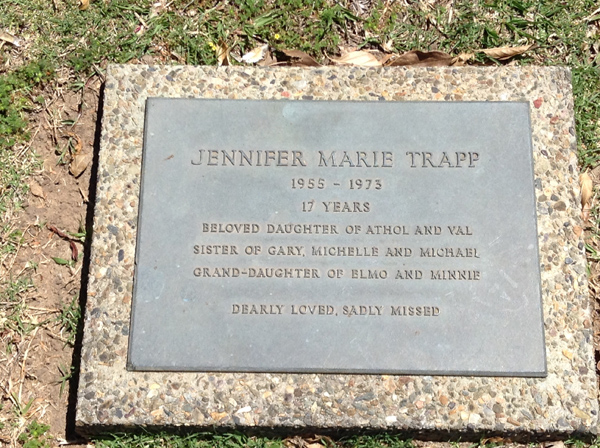 JENNIFER MARIE TRAPP
1955 - 1973
17 YEARS
BELOVED DAUGHTER OF ATHOL AND VAL
SISTER OF GARY, MICHELLE AND MICHAEL
GRAND-DAUGHTER OF ELMO AND MINNIE
DEARLY LOVED, SADLY MISSED